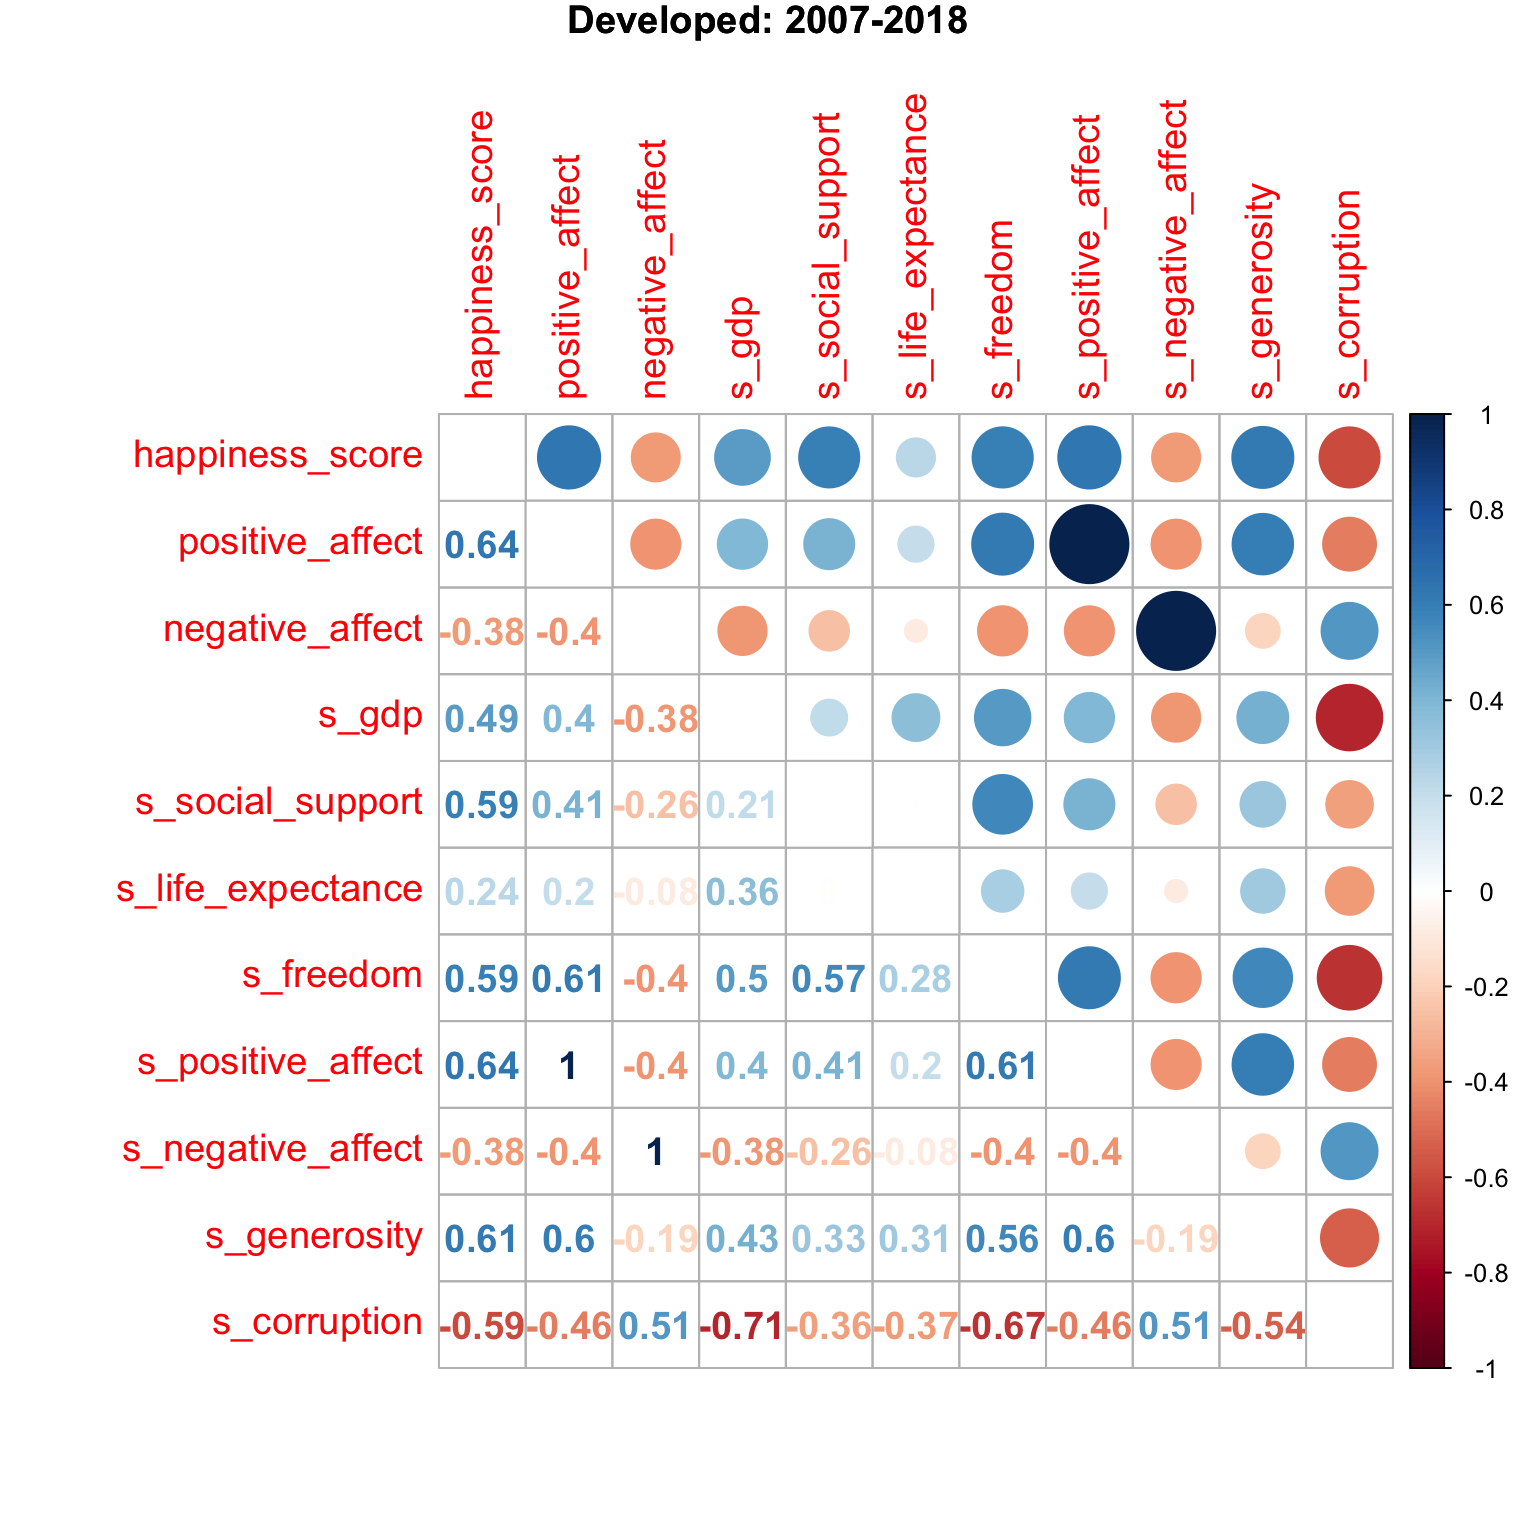 Developed: 2007-2018
happiness_score positive_affect negative_affect s_gdp s_social_support s_life_expectance s_freedom s_positive_affect s_negative_affect s_generosity s_corruption
happiness_score
positive_affect 0.64
negative_affect -0.38 -0.4
s_gdp 0.49 0.4 -0.38
s_social_support 0.59 0.41 -0.26 0.21
s_life_expectance 0.24 0.2 -0.08 0.36
s_freedom 0.59 0.61 -0.4 0.5 0.57 0.28
s_positive_affect 0.64 1 -0.4 0.4 0.41 0.2 0.61
s_negative_affect -0.38 -0.4 1 -0.38 -0.26 -0.08 -0.4 -0.4
s_generosity 0.61 0.6 -0.19 0.43 0.33 0.31 0.56 0.6 -0.19
s_corruption -0.59 -0.46 0.51 -0.71 -0.36 -0.37 -0.67 -0.46 0.51 -0.54
1
0.8
0.6
0.4
0.2
0
-0.2
-0.4
-0.6
-0.8
-1